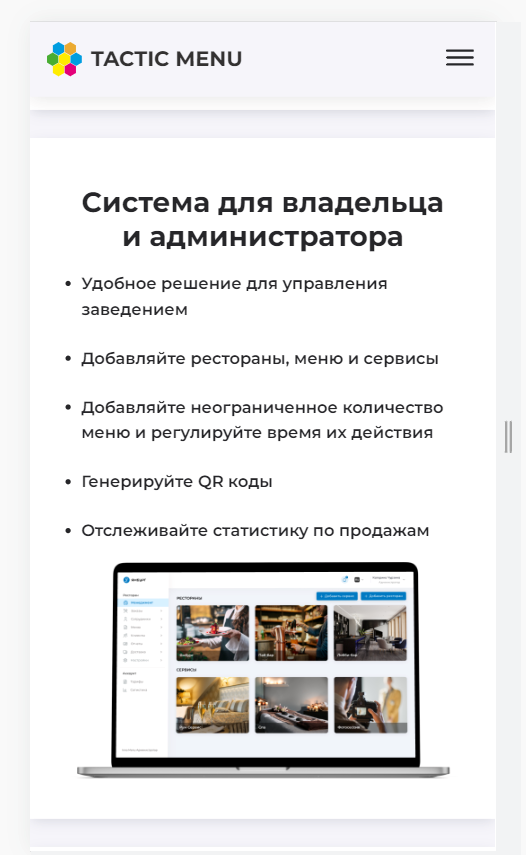 TACTIC MENU
Система для владельца
и администратора
• Удобное решение для управления
заведением
• Добавляйте рестораны, меню и сервисы
• Добавляйте неограниченное количество
меню и регулируйте время их действия
• Генерируйте QR коды
• Отслеживайте статистику по продажам
РЕСТОРАНЫ
СЕРВИСЫ